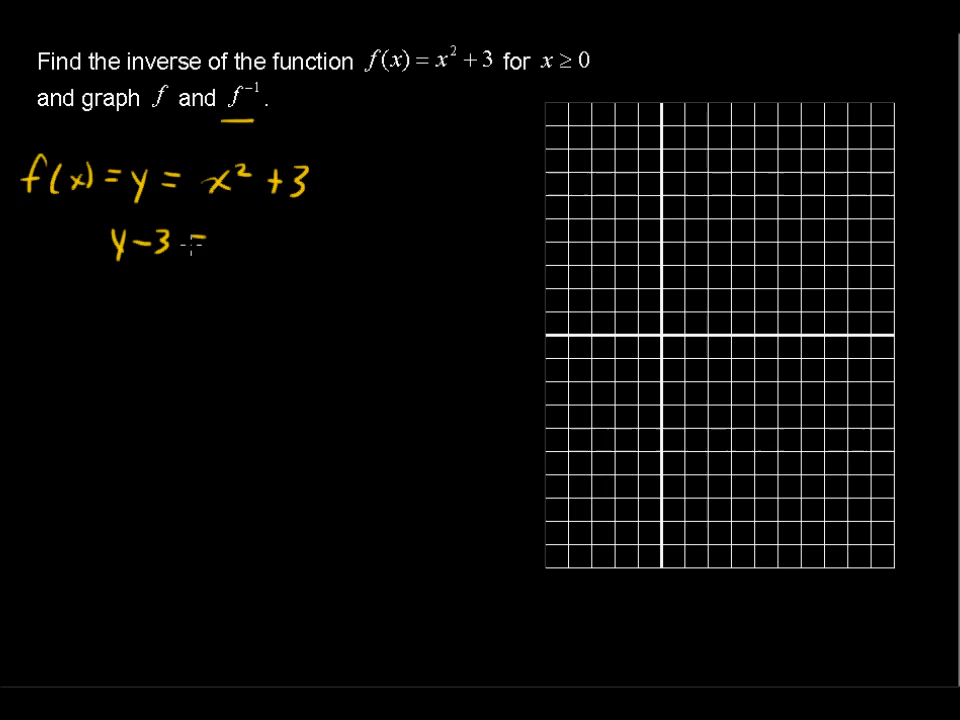 Find the inverse of the function f(x) = x² + 3 for x ≥ 0
and graph f and f⁻¹.
f(x) = y = x² + 3
y − 3 =